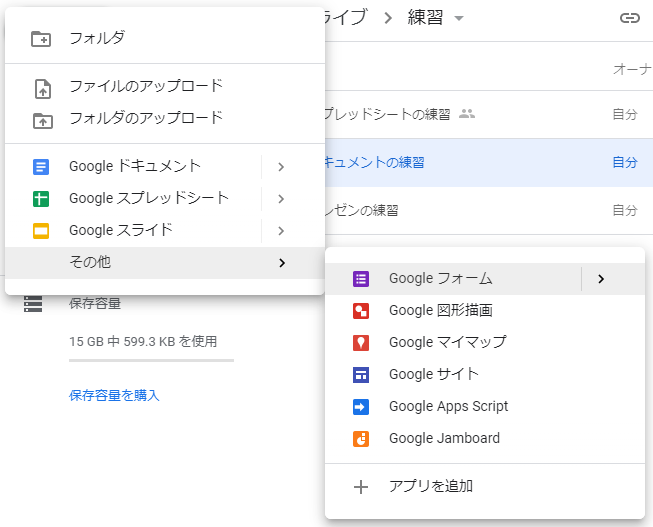 フォルダ
ファイルのアップロード
フォルダのアップロード
Google ドキュメント
Google スプレッドシート
Google スライド
その他
保存容量
15 GB 中 599.3 KB を使用
保存容量を購入
ライブ
練習
オーナ
プレッドシートの練習
自分
キュメントの練習
自分
レゼンの練習
自分
Google フォーム
Google 図形描画
Google マイマップ
Google サイト
Google Apps Script
Google Jamboard
アプリを追加